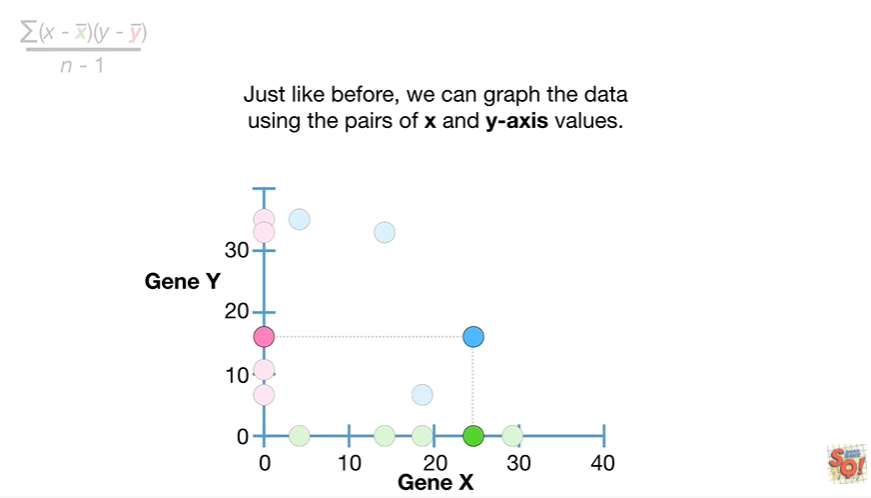 ∑(x - x̅)(y - y̅)
n - 1
Just like before, we can graph the data
using the pairs of x and y-axis values.
30
Gene Y
20
10
0
0 10 20 30 40
Gene X
SQ!